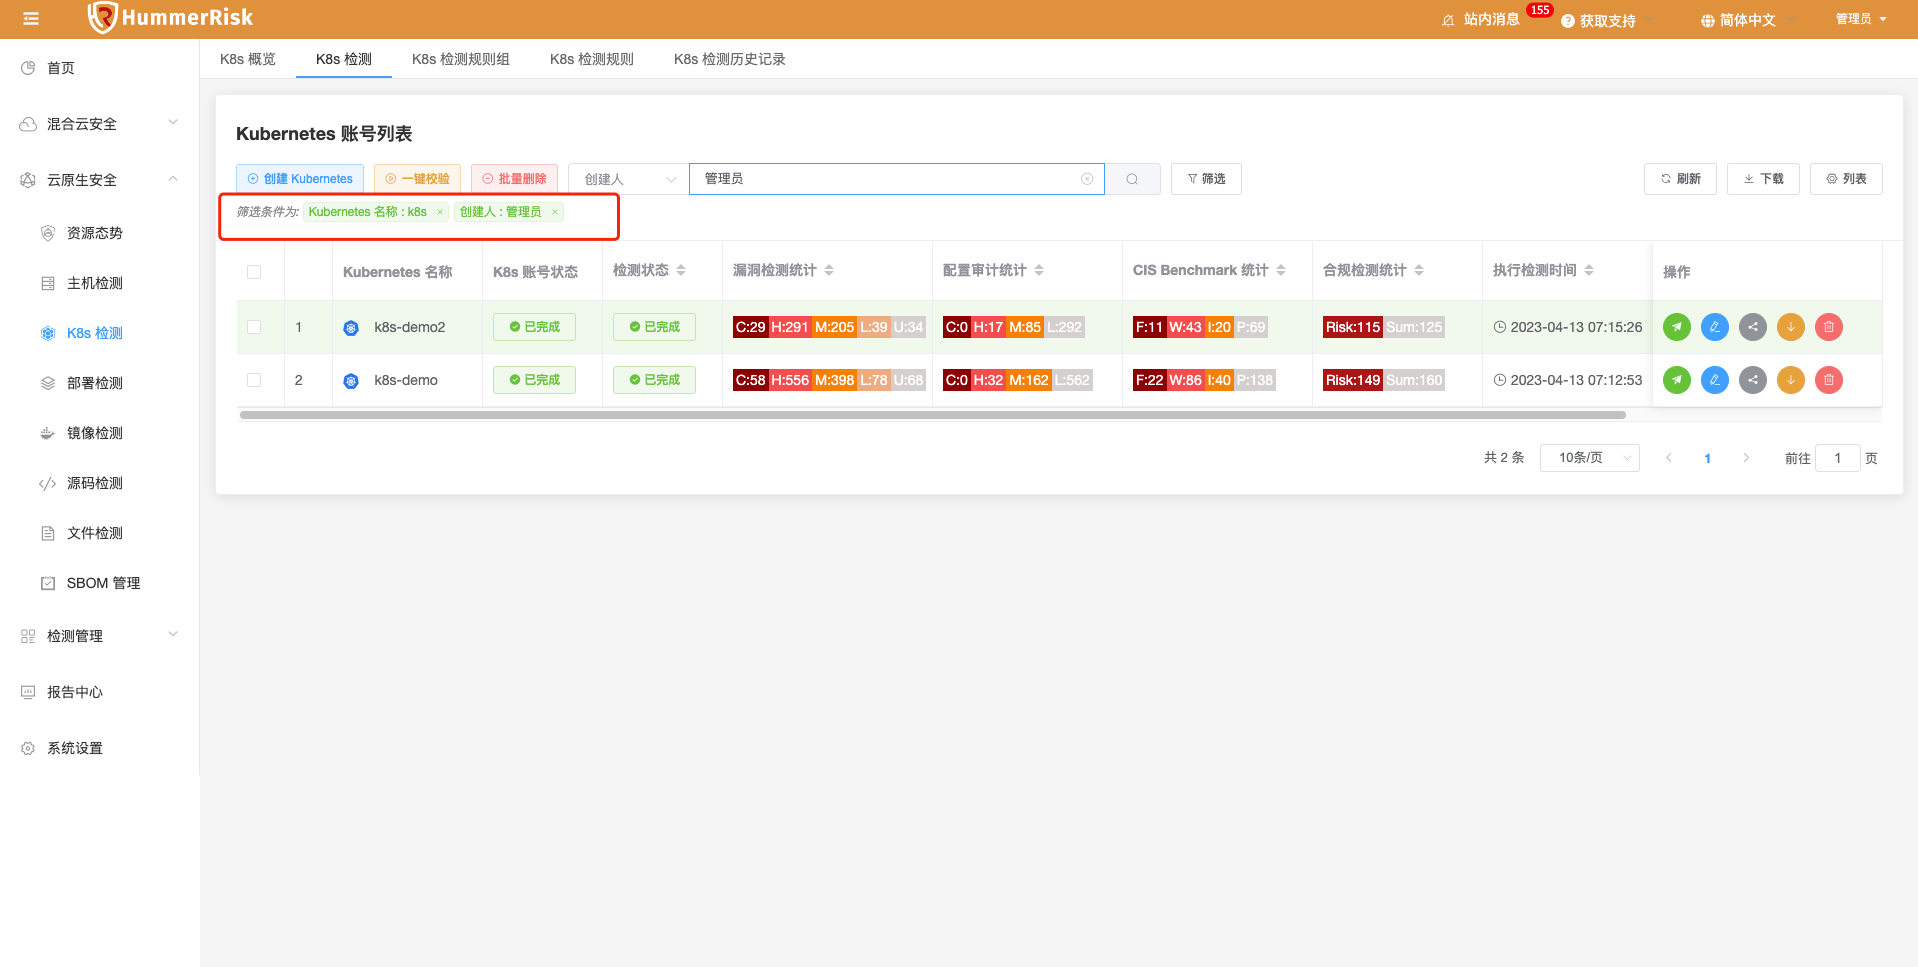 HummerRisk
站内消息 155 获取支持 简体中文 管理员
K8s 概览 K8s 检测 K8s 检测规则组 K8s 检测规则 K8s 检测历史记录
首页
混合云安全
云原生安全
资源态势
主机检测
K8s 检测
部署检测
镜像检测
源码检测
文件检测
SBOM 管理
检测管理
报告中心
系统设置
Kubernetes 账号列表
创建 Kubernetes 一键校验 批量删除 创建人 管理员 筛选 刷新 下载 列表
筛选条件为: Kubernetes 名称 : k8s × 创建人 : 管理员 ×
Kubernetes 名称 K8s 账号状态 检测状态 漏洞检测统计 配置审计统计 CIS Benchmark 统计 合规检测统计 执行检测时间 操作
1 k8s-demo2 已完成 已完成 C:29 H:291 M:205 L:39 U:34 C:0 H:17 M:85 L:292 F:11 W:43 I:20 P:69 Risk:115 Sum:125 2023-04-13 07:15:26
2 k8s-demo 已完成 已完成 C:58 H:556 M:398 L:78 U:68 C:0 H:32 M:162 L:562 F:22 W:86 I:40 P:138 Risk:149 Sum:160 2023-04-13 07:12:53
共 2 条 10条/页 1 前往 1 页